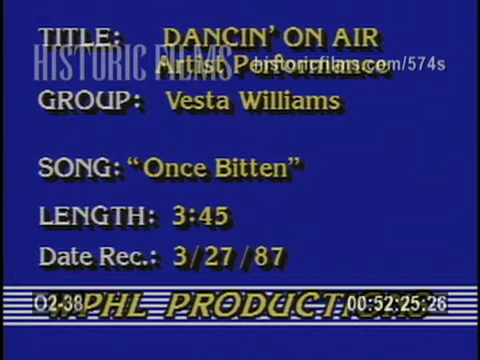 TITLE: DANCIN' ON AIR
HISTORIC FILMS
Artist Performance
historicfilms.com/574s
GROUP: Vesta Williams
SONG: "Once Bitten"
LENGTH: 3:45
Date Rec.: 3/27/87
02-38
WPHL PRODUCTIONS
00:52:25:26